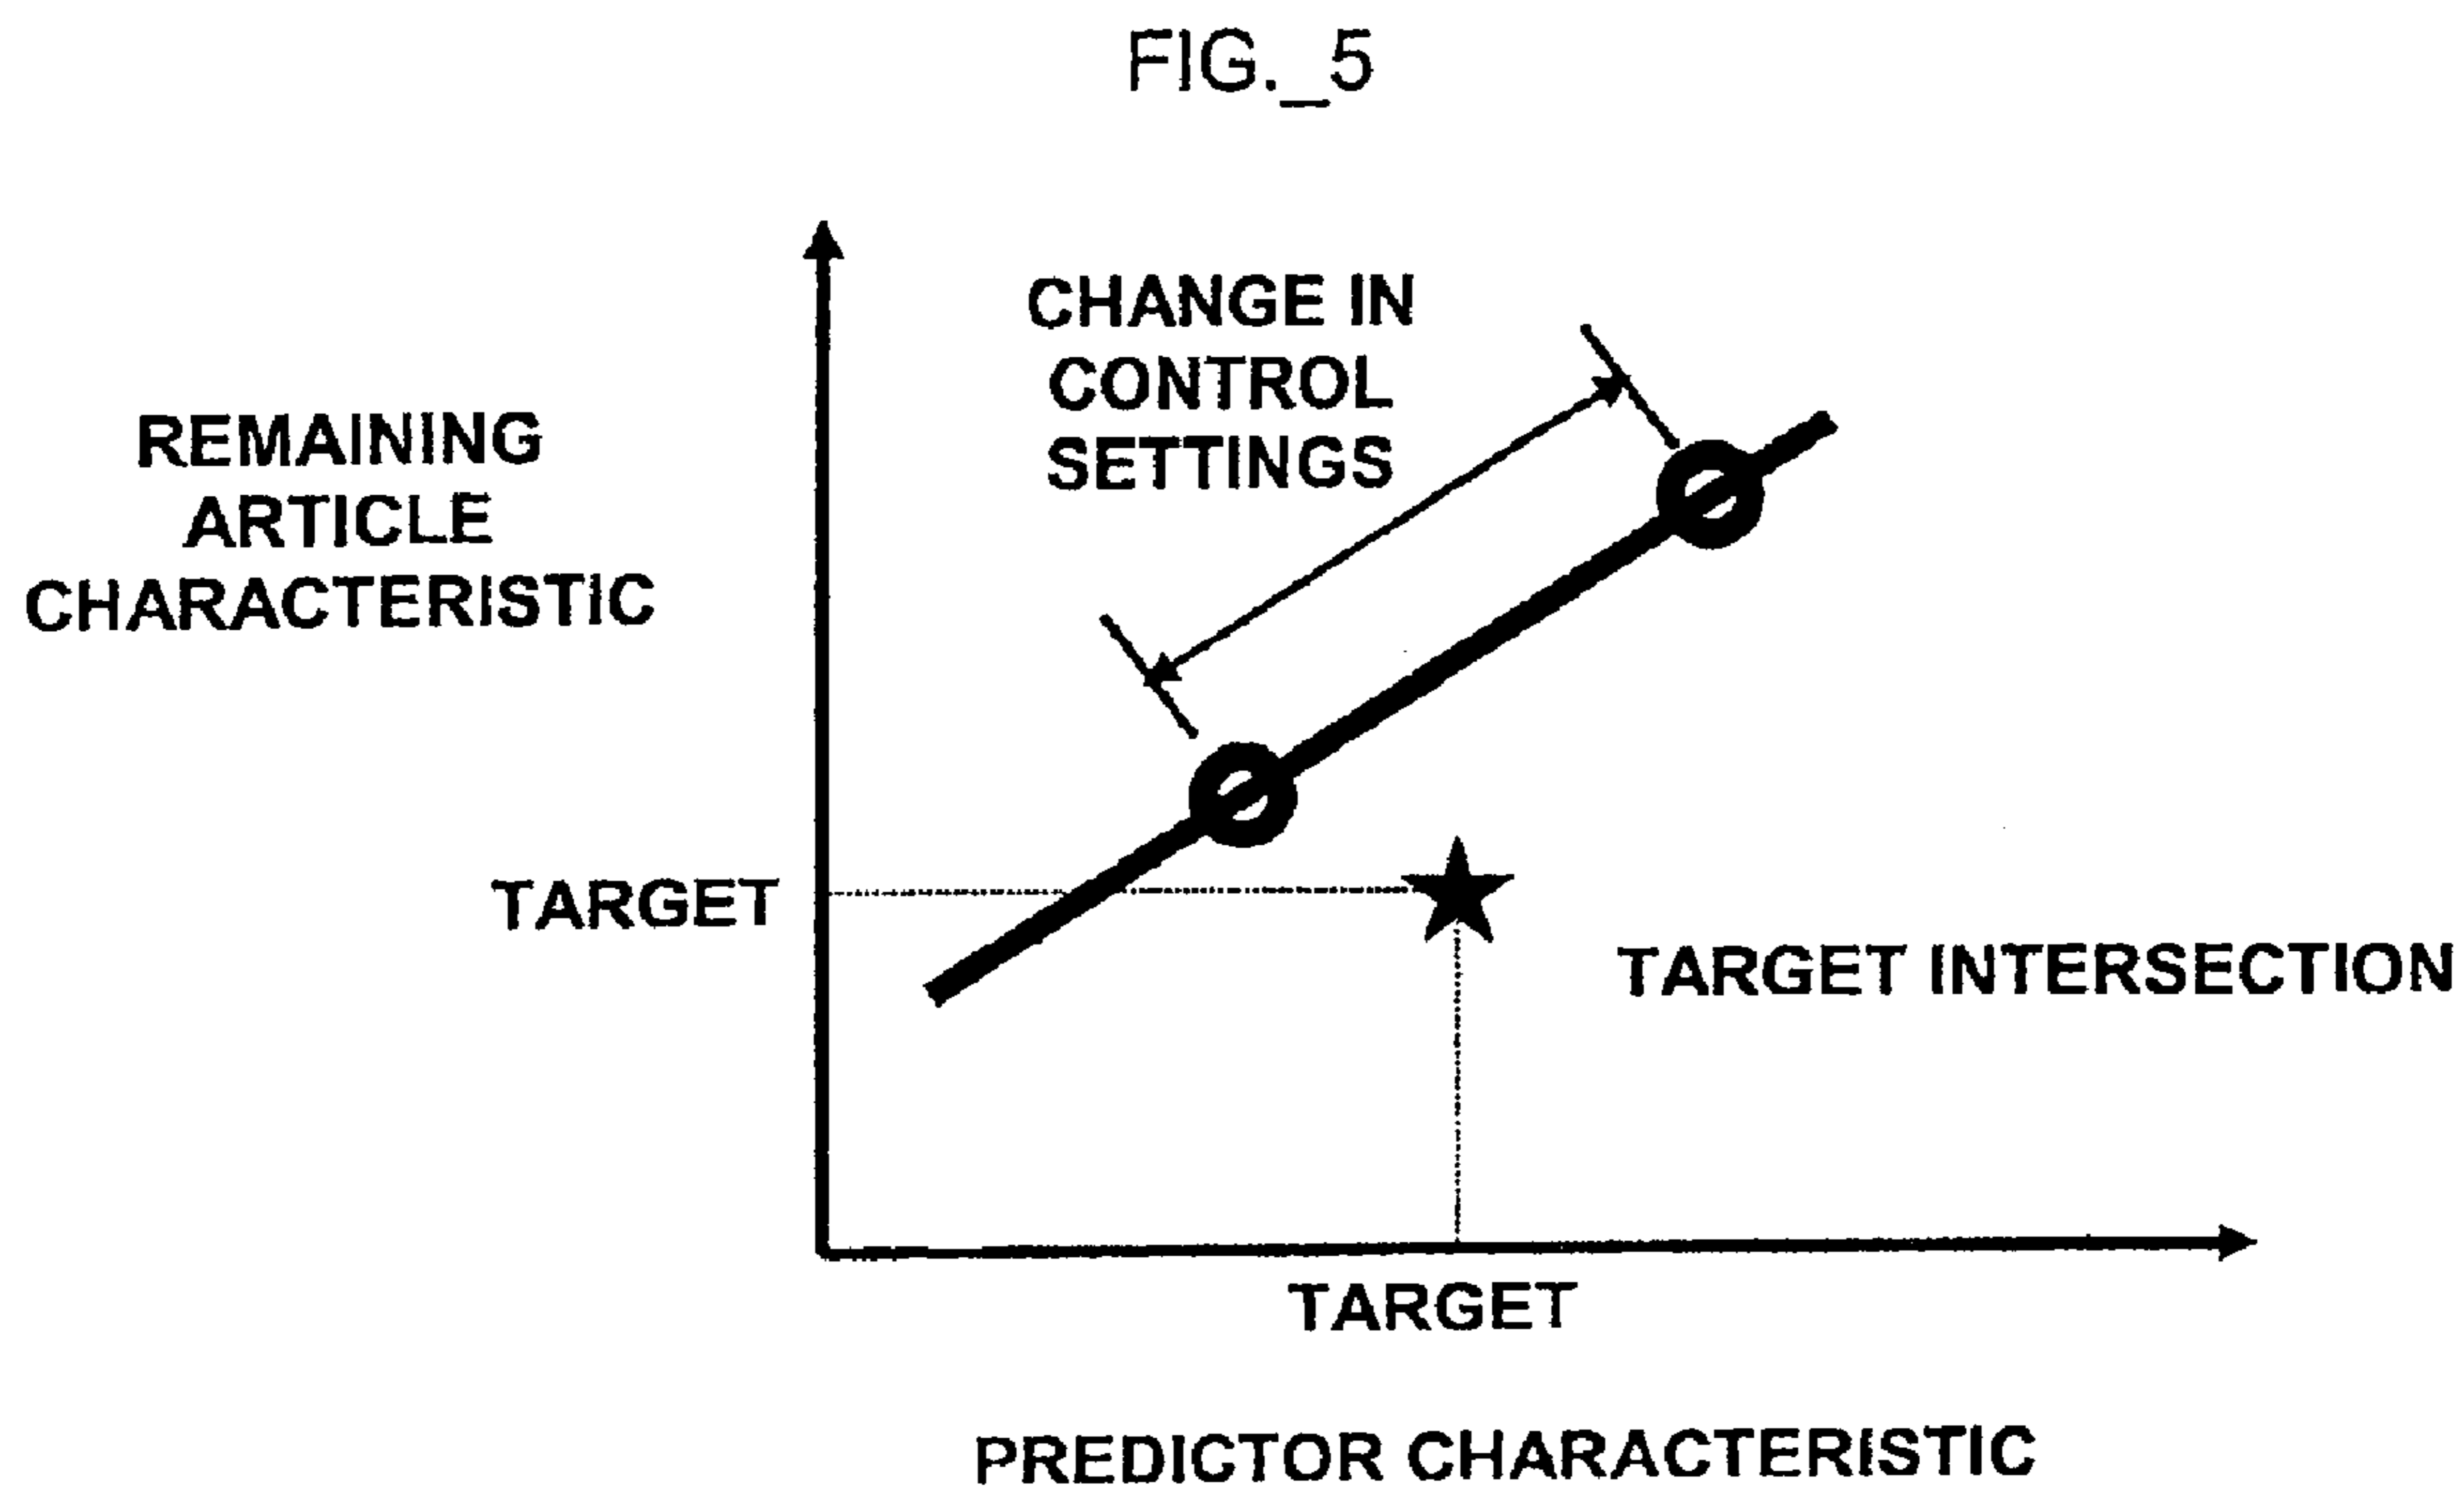 FIG._5
CHANGE IN
CONTROL
SETTINGS
REMAINING
ARTICLE
CHARACTERISTIC
TARGET
TARGET INTERSECTION
TARGET
PREDICTOR CHARACTERISTIC